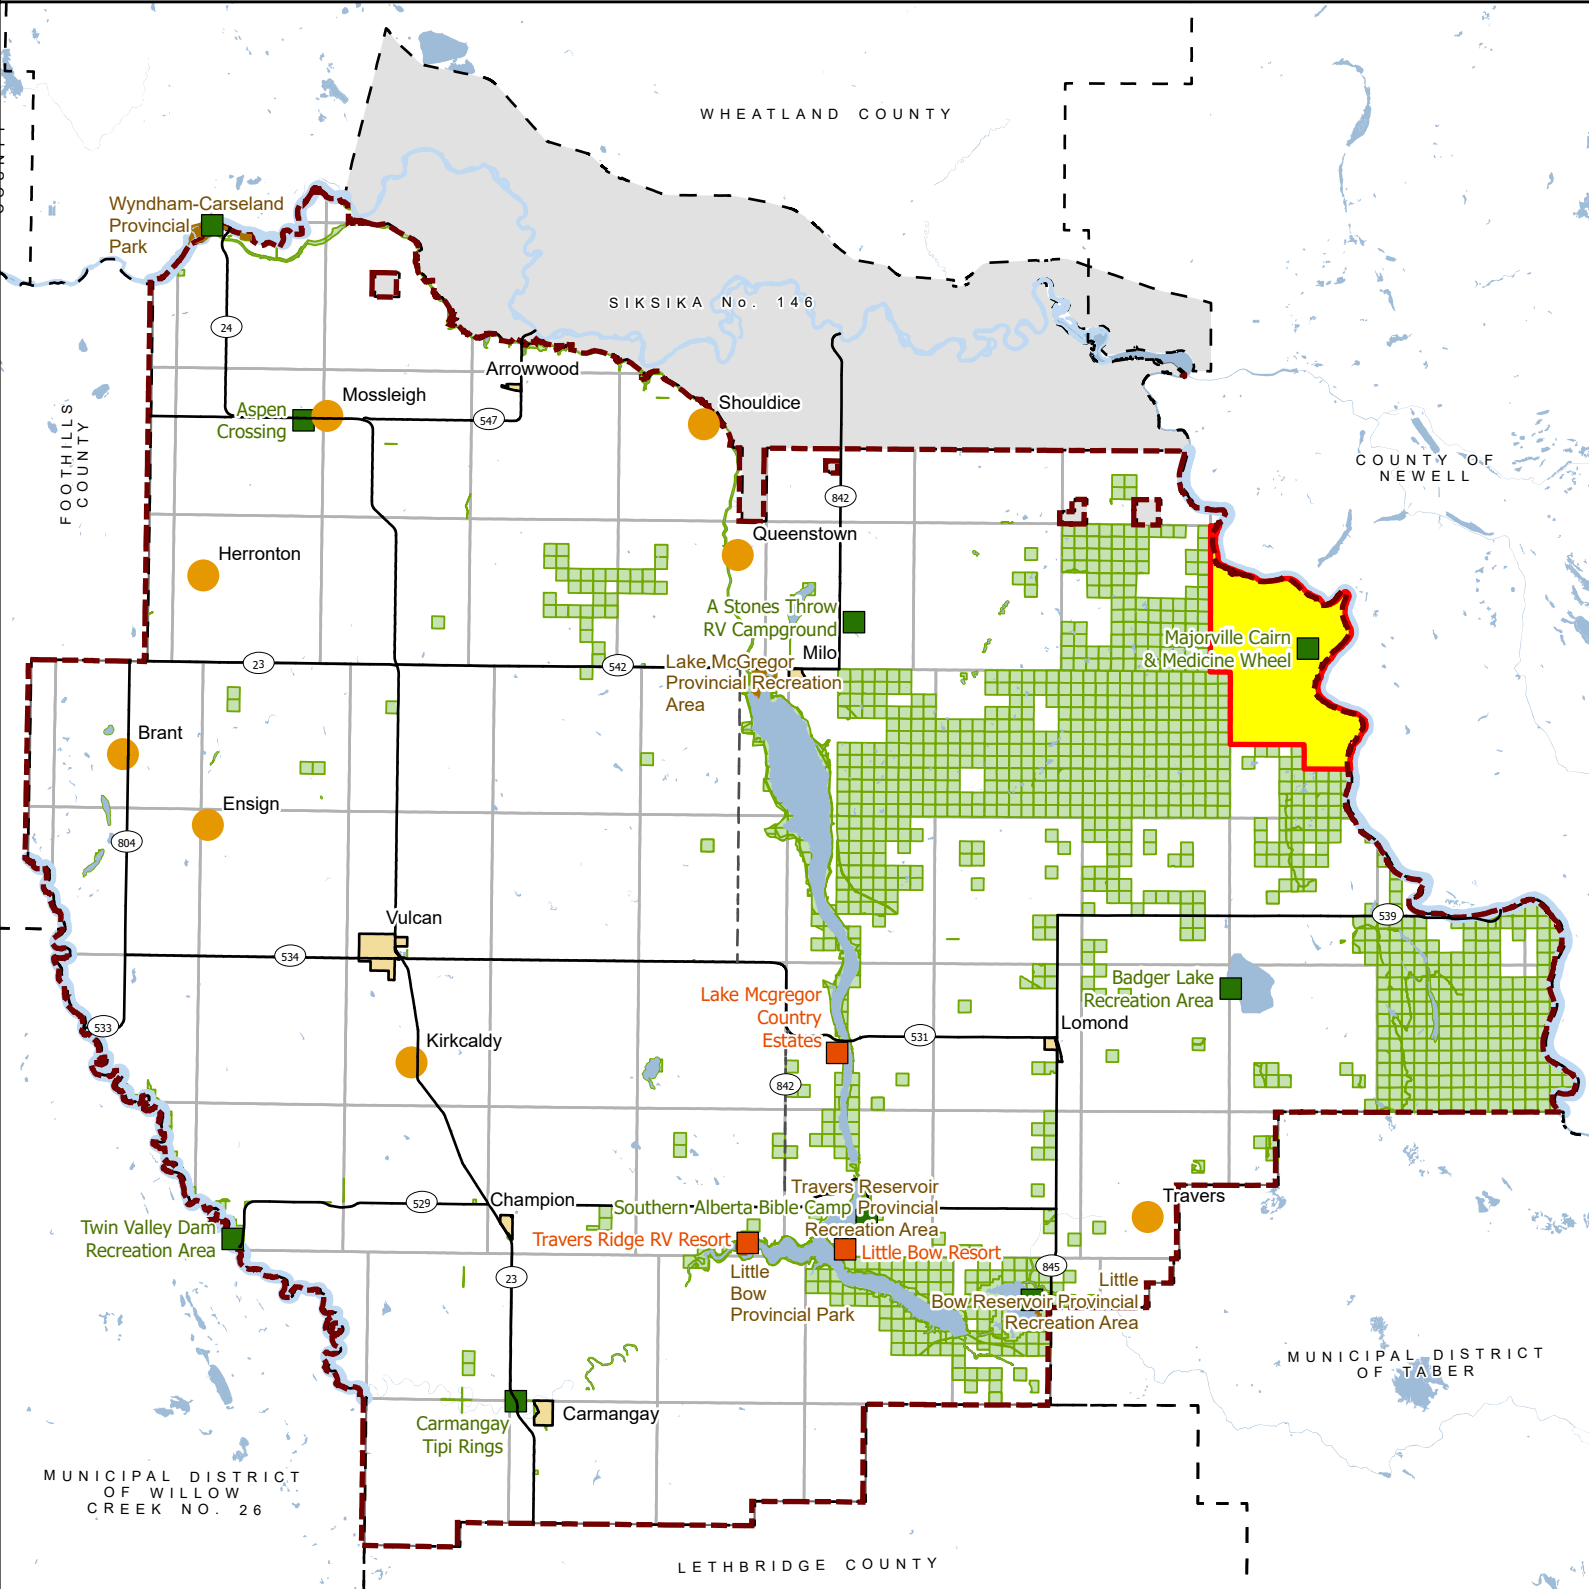 WHEATLAND COUNTY
COUNTY
Wyndham-Carseland
Provincial
Park
SIKSIKA No. 146
24
Arrowwood
Mossleigh
Aspen
Crossing
547
Shouldice
FOOTHILLS
COUNTY
COUNTY OF
NEWELL
842
Queenstown
Herronton
A Stones Throw
RV Campground
Milo
Majorville Cairn
& Medicine Wheel
23
542
Lake McGregor
Provincial Recreation
Area
Brant
Ensign
804
Vulcan
534
539
Badger Lake
Recreation Area
Lake Mcgregor
Country
Estates
533
Kirkcaldy
531
Lomond
842
Travers Reservoir
Provincial
Recreation Area
Southern Alberta Bible Camp
Travers
529
Champion
Twin Valley Dam
Recreation Area
Travers Ridge RV Resort
Little Bow Resort
845
23
Little
Bow
Provincial Park
Little
Bow Reservoir Provincial
Recreation Area
MUNICIPAL DISTRICT
OF TABER
Carmangay
Carmangay
Tipi Rings
MUNICIPAL DISTRICT
OF WILLOW
CREEK NO. 26
LETHBRIDGE COUNTY